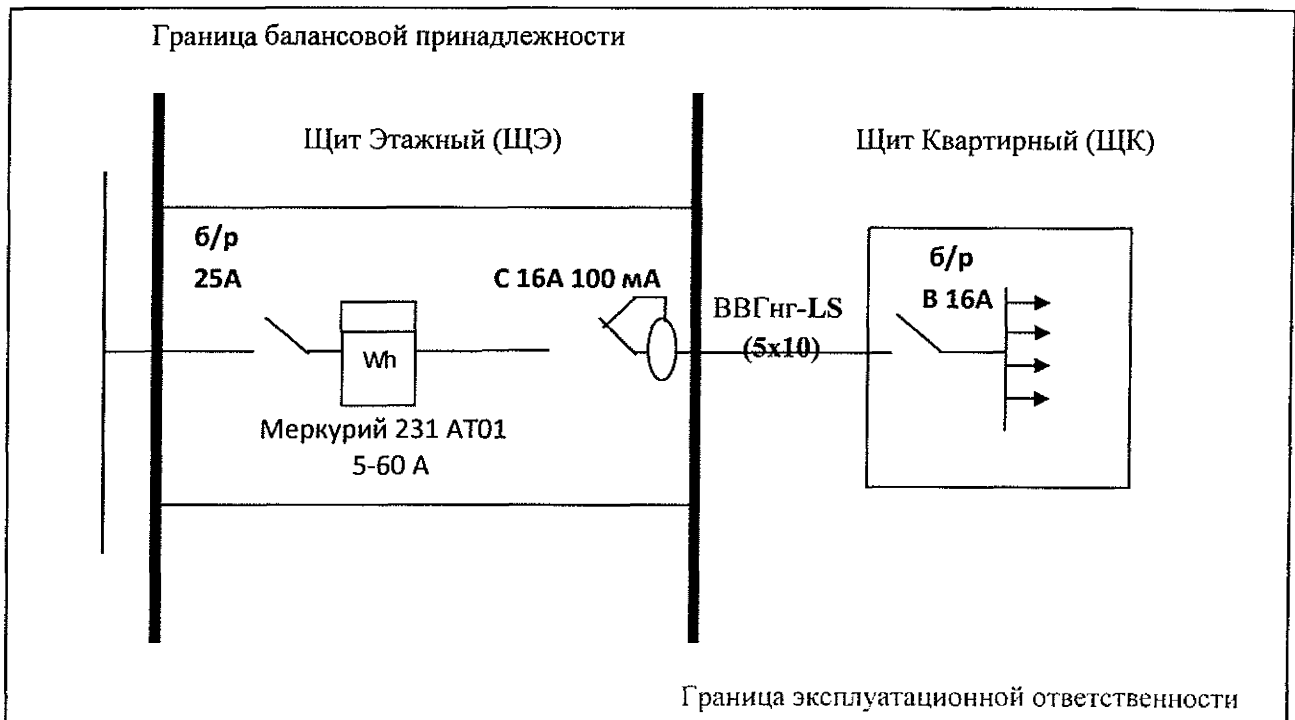 Граница балансовой принадлежности
Щит Этажный (ЩЭ)
Щит Квартирный (ЩК)
б/р
25А
С 16А 100 мА
ВВГнг-LS
(5х10)
б/р
В 16А
Wh
Меркурий 231 АТ01
5-60 А
Граница эксплуатационной ответственности